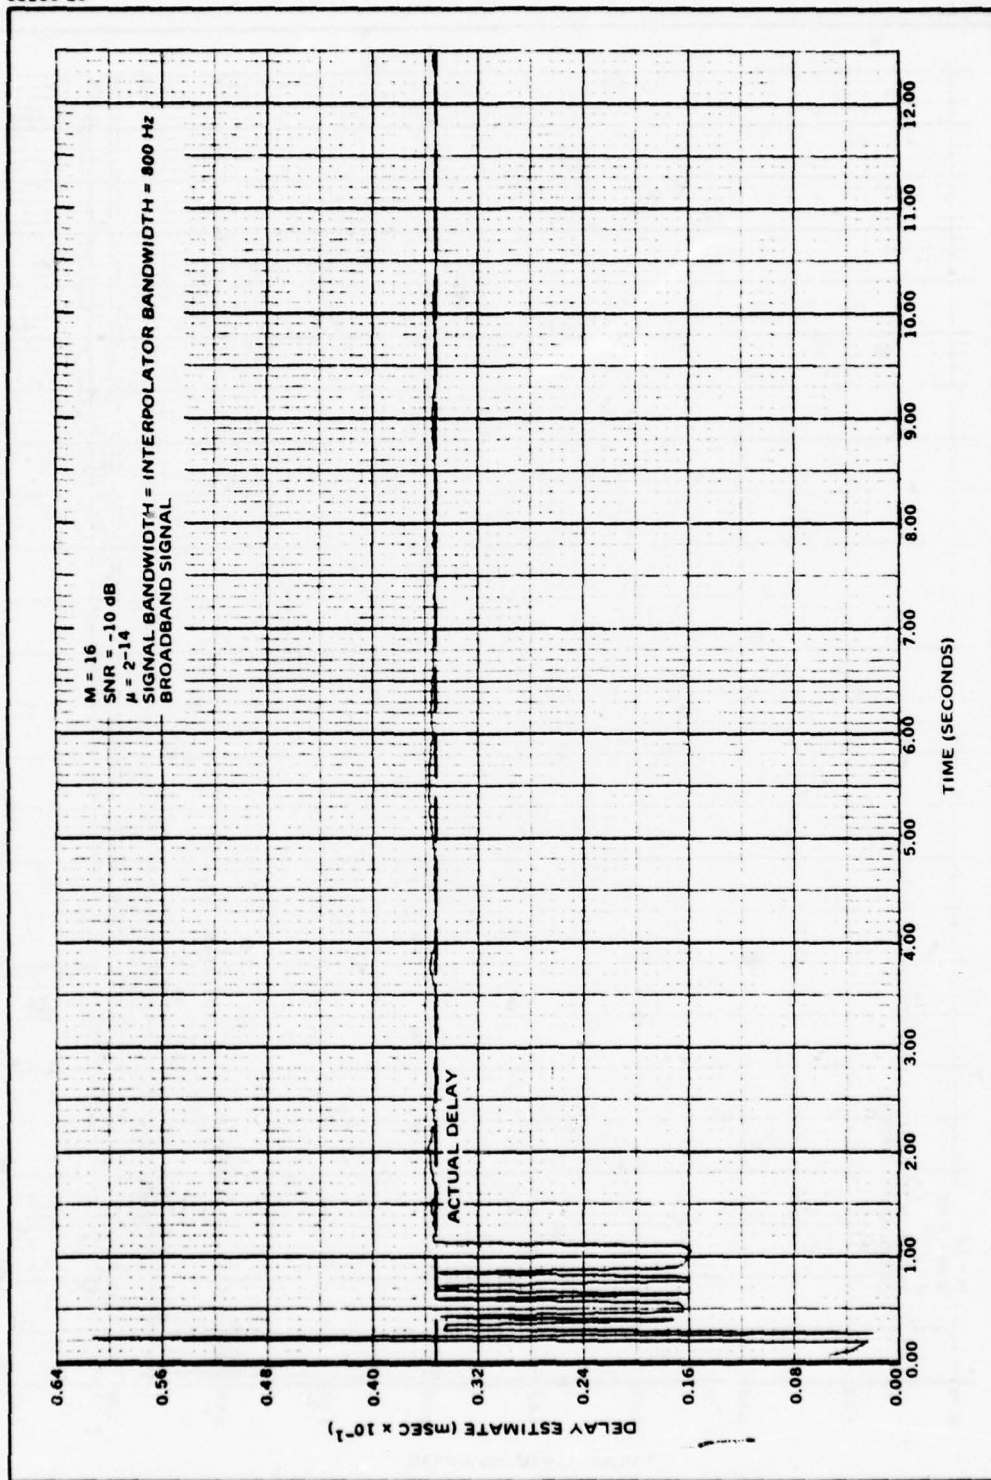 M = 16
SNR = -10 dB
μ = 2-14
SIGNAL BANDWIDTH = INTERPOLATOR BANDWIDTH = 800 Hz
BROADBAND SIGNAL
DELAY ESTIMATE (mSEC x 10-1)
0.64
0.56
0.48
0.40
0.32
0.24
0.16
0.08
0.00
ACTUAL DELAY
0.00
1.00
2.00
3.00
4.00
5.00
6.00
7.00
8.00
9.00
10.00
11.00
12.00
TIME (SECONDS)